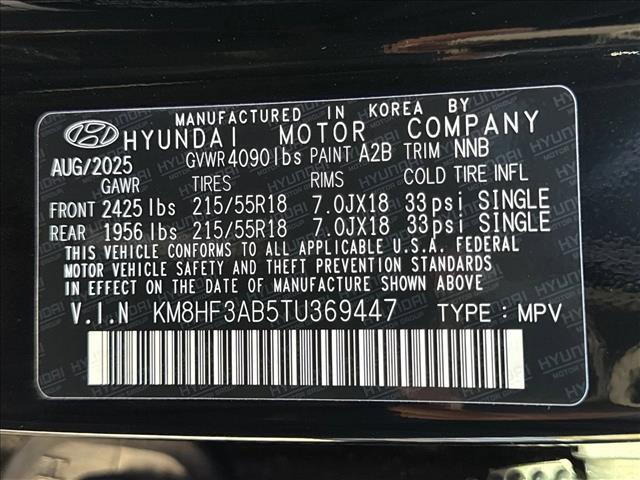 MANUFACTURED IN KOREA BY
HYUNDAI MOTOR COMPANY
AUG/2025 GVWR 4090lbs PAINT A2B TRIM NNB
GAWR TIRES RIMS COLD TIRE INFL
FRONT 2425 lbs 215/55R18 7.0JX18 33psi SINGLE
REAR 1956 lbs 215/55R18 7.0JX18 33psi SINGLE
THIS VEHICLE CONFORMS TO ALL APPLICABLE U.S.A. FEDERAL
MOTOR VEHICLE SAFETY AND THEFT PREVENTION STANDARDS
IN EFFECT ON THE DATE OF MANUFACTURE SHOWN ABOVE
V.I.N KM8HF3AB5TU369447 TYPE : MPV